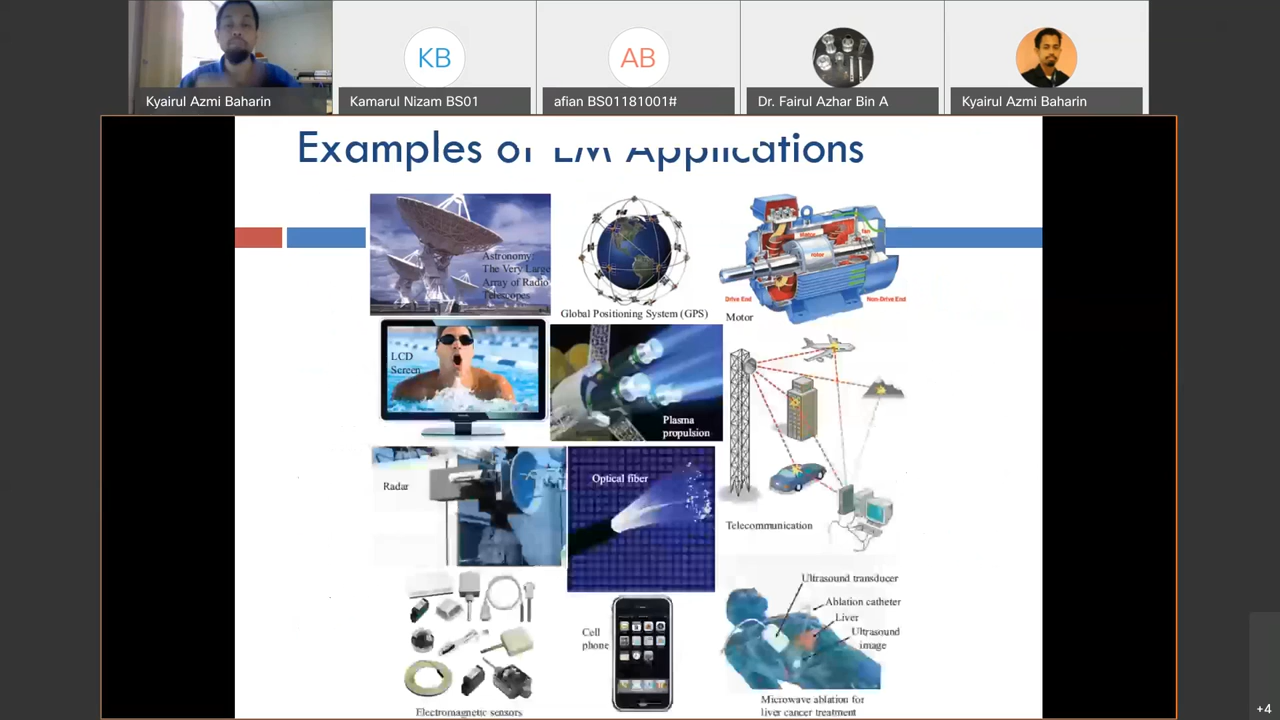 KB
AB
Kyairul Azmi Baharin
Kamarul Nizam BS01
afian BS01181001#
Dr. Fairul Azhar Bin A
Kyairul Azmi Baharin
Examples of EM Applications
Astronomy:
The Very Large
Array of Radio
Telescopes
Global Positioning System (GPS)
Motor
fan
rotor
Drive End
Non-Drive End
Motor
LCD
Screen
Plasma
propulsion
Radar
Optical fiber
Telecommunication
Ultrasound transducer
Ablation catheter
Liver
Ultrasound
image
Cell
phone
Electromagnetic sensors
Microwave ablation for
liver cancer treatment
+4